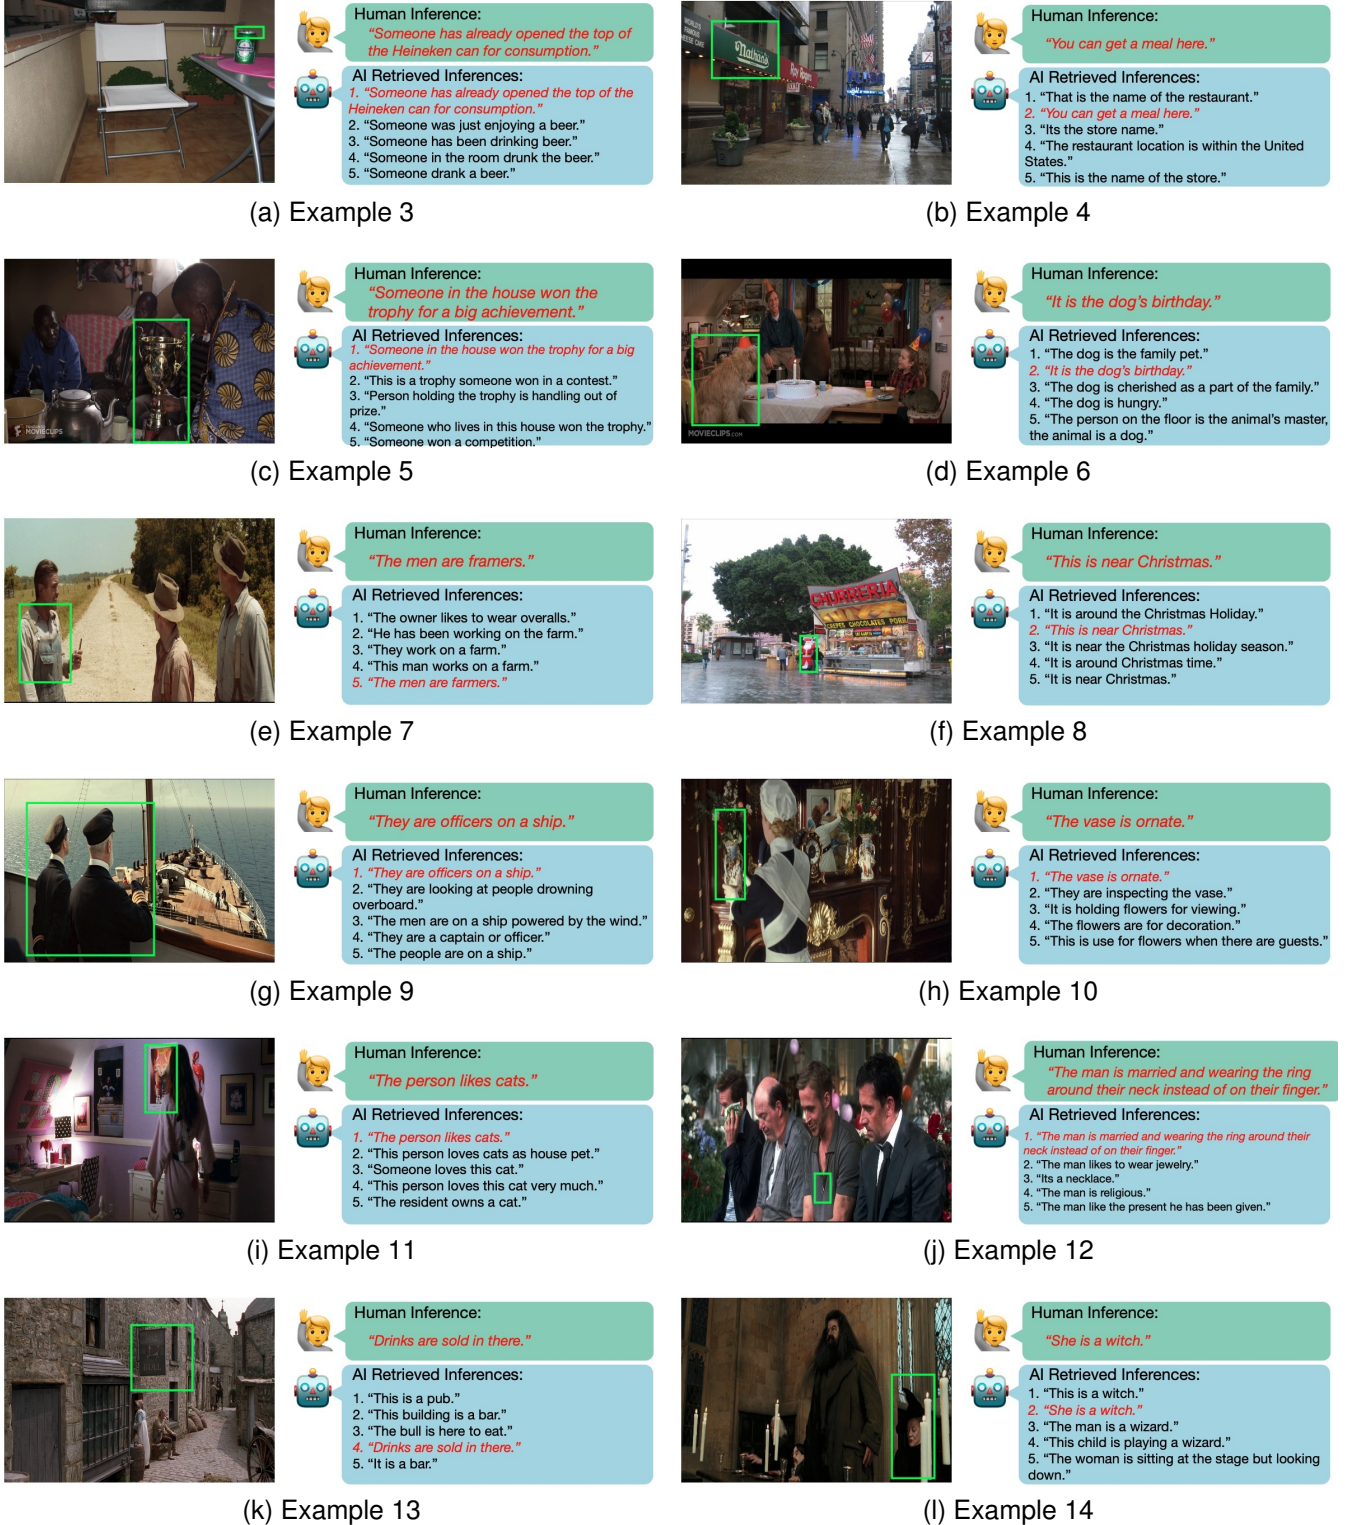 Human Inference:
“Someone has already opened the top of
the Heineken can for consumption.”
AI Retrieved Inferences:
1. “Someone has already opened the top of the
Heineken can for consumption.”
2. “Someone was just enjoying a beer.”
3. “Someone has been drinking beer.”
4. “Someone in the room drunk the beer.”
5. “Someone drank a beer.”
(a) Example 3
WORLD'S
FAMOUS
CHEESE CAKE
Nathan's
Roy Rogers
Human Inference:
“You can get a meal here.”
AI Retrieved Inferences:
1. “That is the name of the restaurant.”
2. “You can get a meal here.”
3. “Its the store name.”
4. “The restaurant location is within the United
States.”
5. “This is the name of the store.”
(b) Example 4
MOVIECLIPS
Human Inference:
“Someone in the house won the
trophy for a big achievement.”
AI Retrieved Inferences:
1. “Someone in the house won the trophy for a big
achievement.”
2. “This is a trophy someone won in a contest.”
3. “Person holding the trophy is handling out of
prize.”
4. “Someone who lives in this house won the trophy.”
5. “Someone won a competition.”
(c) Example 5
MOVIECLIPS.COM
Human Inference:
“It is the dog’s birthday.”
AI Retrieved Inferences:
1. “The dog is the family pet.”
2. “It is the dog’s birthday.”
3. “The dog is cherished as a part of the family.”
4. “The dog is hungry.”
5. “The person on the floor is the animal’s master,
the animal is a dog.”
(d) Example 6
Human Inference:
“The men are framers.”
AI Retrieved Inferences:
1. “The owner likes to wear overalls.”
2. “He has been working on the farm.”
3. “They work on a farm.”
4. “This man works on a farm.”
5. “The men are farmers.”
(e) Example 7
CHURRERIA
CREPES CHOCOLATES PORR
Human Inference:
“This is near Christmas.”
AI Retrieved Inferences:
1. “It is around the Christmas Holiday.”
2. “This is near Christmas.”
3. “It is near the Christmas holiday season.”
4. “It is around Christmas time.”
5. “It is near Christmas.”
(f) Example 8
Human Inference:
“They are officers on a ship.”
AI Retrieved Inferences:
1. “They are officers on a ship.”
2. “They are looking at people drowning
overboard.”
3. “The men are on a ship powered by the wind.”
4. “They are a captain or officer.”
5. “The people are on a ship.”
(g) Example 9
Human Inference:
“The vase is ornate.”
AI Retrieved Inferences:
1. “The vase is ornate.”
2. “They are inspecting the vase.”
3. “It is holding flowers for viewing.”
4. “The flowers are for decoration.”
5. “This is use for flowers when there are guests.”
(h) Example 10
Human Inference:
“The person likes cats.”
AI Retrieved Inferences:
1. “The person likes cats.”
2. “This person loves cats as house pet.”
3. “Someone loves this cat.”
4. “This person loves this cat very much.”
5. “The resident owns a cat.”
(i) Example 11
Human Inference:
“The man is married and wearing the ring
around their neck instead of on their finger.”
AI Retrieved Inferences:
1. “The man is married and wearing the ring around their
neck instead of on their finger.”
2. “The man likes to wear jewelry.”
3. “Its a necklace.”
4. “The man is religious.”
5. “The man like the present he has been given.”
(j) Example 12
Human Inference:
“Drinks are sold in there.”
AI Retrieved Inferences:
1. “This is a pub.”
2. “This building is a bar.”
3. “The bull is here to eat.”
4. “Drinks are sold in there.”
5. “It is a bar.”
(k) Example 13
Human Inference:
“She is a witch.”
AI Retrieved Inferences:
1. “This is a witch.”
2. “She is a witch.”
3. “The man is a wizard.”
4. “This child is playing a wizard.”
5. “The woman is sitting at the stage but looking
down.”
(l) Example 14